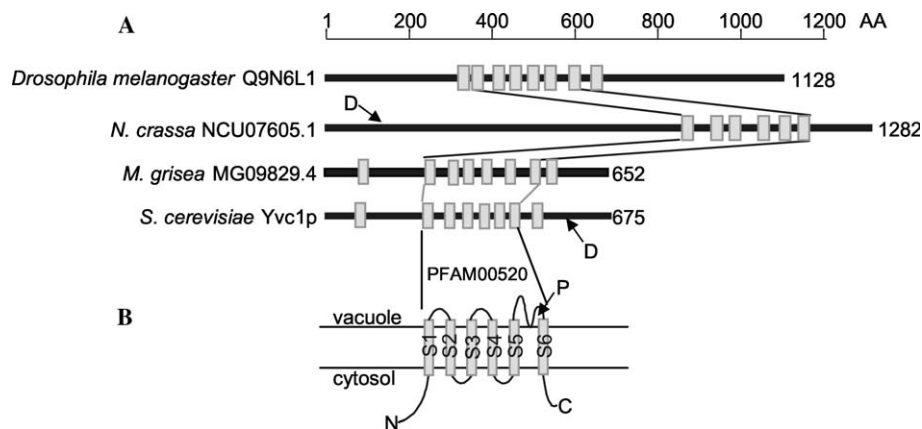 A 1 200 400 600 800 1000 1200 AA
Drosophila melanogaster Q9N6L1 1128
D
N. crassa NCU07605.1 1282
M. grisea MG09829.4 652
S. cerevisiae Yvc1p 675
D
PFAM00520
P
B
vacuole
S1 S2 S3 S4 S5 S6
cytosol
N C